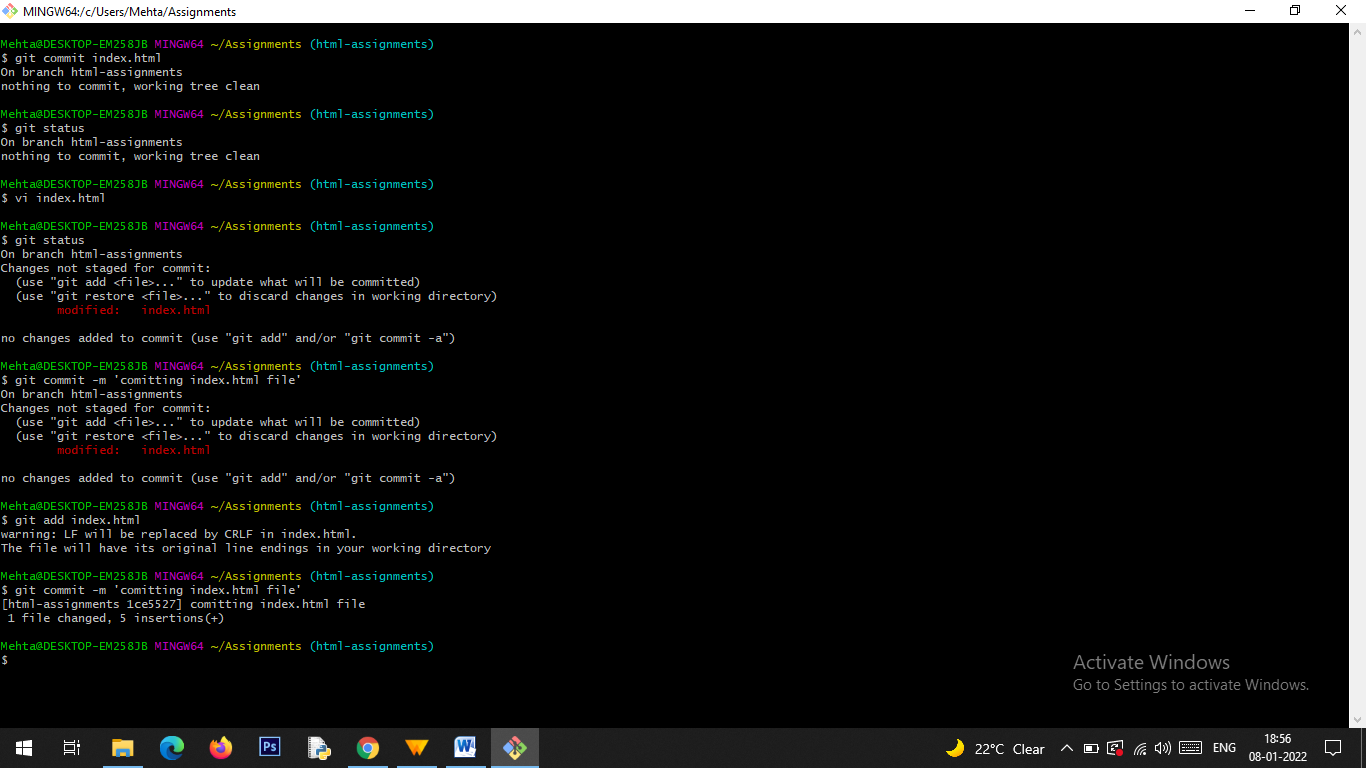 MINGW64:/c/Users/Mehta/Assignments
Mehta@DESKTOP-EM258JB MINGW64 ~/Assignments (html-assignments)
$ git commit index.html
On branch html-assignments
nothing to commit, working tree clean
Mehta@DESKTOP-EM258JB MINGW64 ~/Assignments (html-assignments)
$ git status
On branch html-assignments
nothing to commit, working tree clean
Mehta@DESKTOP-EM258JB MINGW64 ~/Assignments (html-assignments)
$ vi index.html
Mehta@DESKTOP-EM258JB MINGW64 ~/Assignments (html-assignments)
$ git status
On branch html-assignments
Changes not staged for commit:
  (use "git add <file>..." to update what will be committed)
  (use "git restore <file>..." to discard changes in working directory)
        modified:   index.html
no changes added to commit (use "git add" and/or "git commit -a")
Mehta@DESKTOP-EM258JB MINGW64 ~/Assignments (html-assignments)
$ git commit -m 'comitting index.html file'
On branch html-assignments
Changes not staged for commit:
  (use "git add <file>..." to update what will be committed)
  (use "git restore <file>..." to discard changes in working directory)
        modified:   index.html
no changes added to commit (use "git add" and/or "git commit -a")
Mehta@DESKTOP-EM258JB MINGW64 ~/Assignments (html-assignments)
$ git add index.html
warning: LF will be replaced by CRLF in index.html.
The file will have its original line endings in your working directory
Mehta@DESKTOP-EM258JB MINGW64 ~/Assignments (html-assignments)
$ git commit -m 'comitting index.html file'
[html-assignments 1ce5527] comitting index.html file
 1 file changed, 5 insertions(+)
Mehta@DESKTOP-EM258JB MINGW64 ~/Assignments (html-assignments)
$
Activate Windows
Go to Settings to activate Windows.
Ps
W
22°C Clear
ENG
18:56
08-01-2022